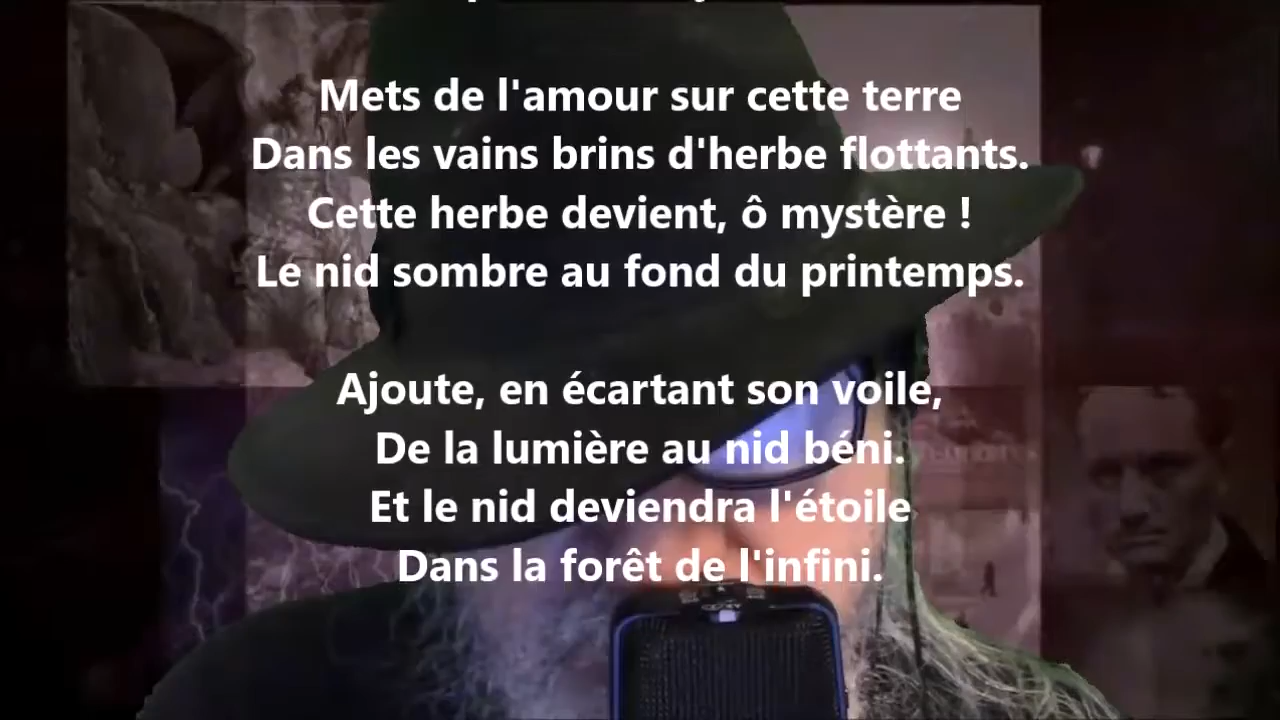 Mets de l'amour sur cette terre
Dans les vains brins d'herbe flottants.
Cette herbe devient, ô mystère !
Le nid sombre au fond du printemps.
Ajoute, en écartant son voile,
De la lumière au nid béni.
Et le nid deviendra l'étoile
Dans la forêt de l'infini.